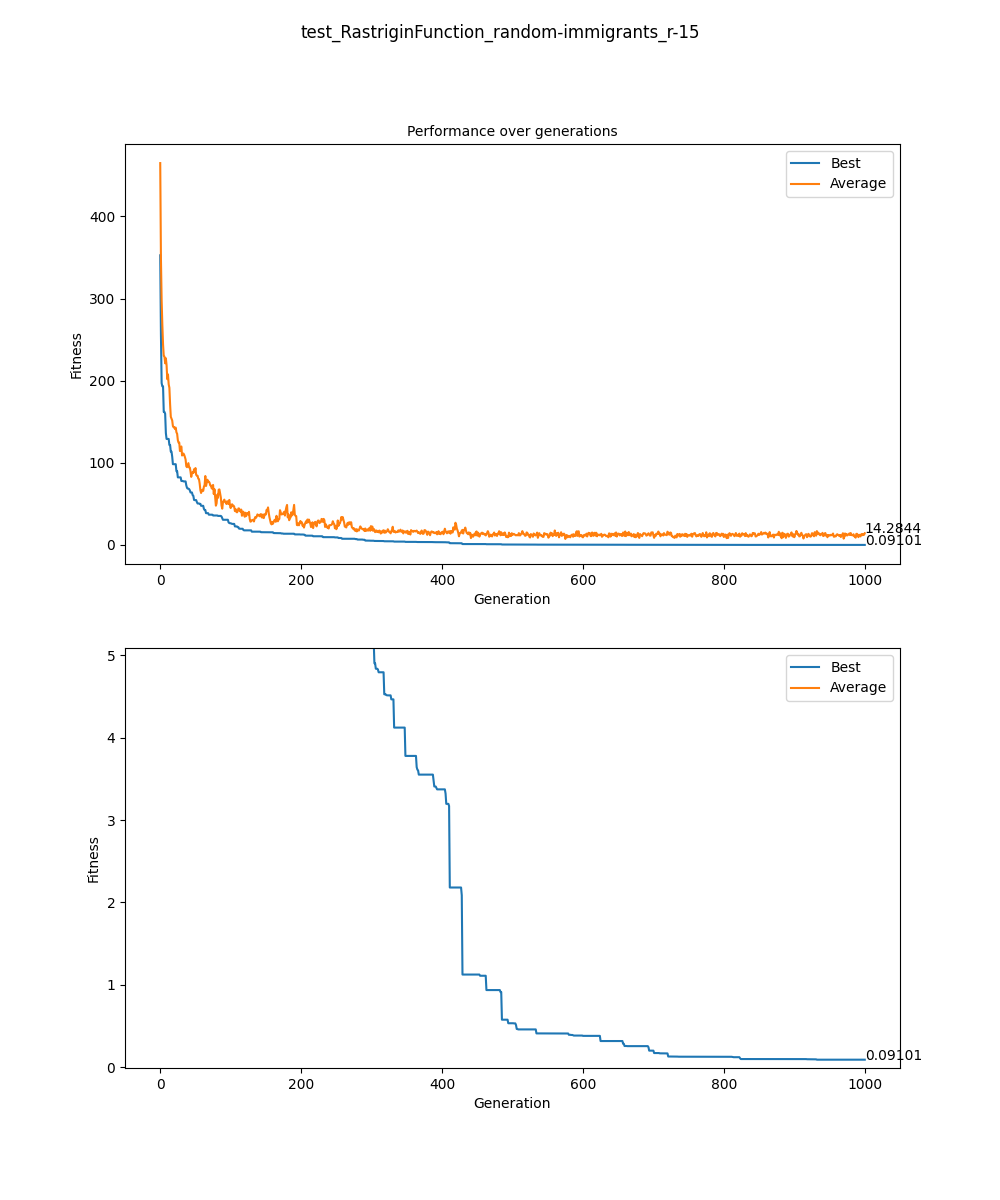 test_RastriginFunction_random-immigrants_r-15
Performance over generations
Fitness
400
300
200
100
0
Best
Average
14.2844
0.09101
0 200 400 600 800 1000
Generation
Fitness
5
4
3
2
1
0
Best
Average
0.09101
0 200 400 600 800 1000
Generation